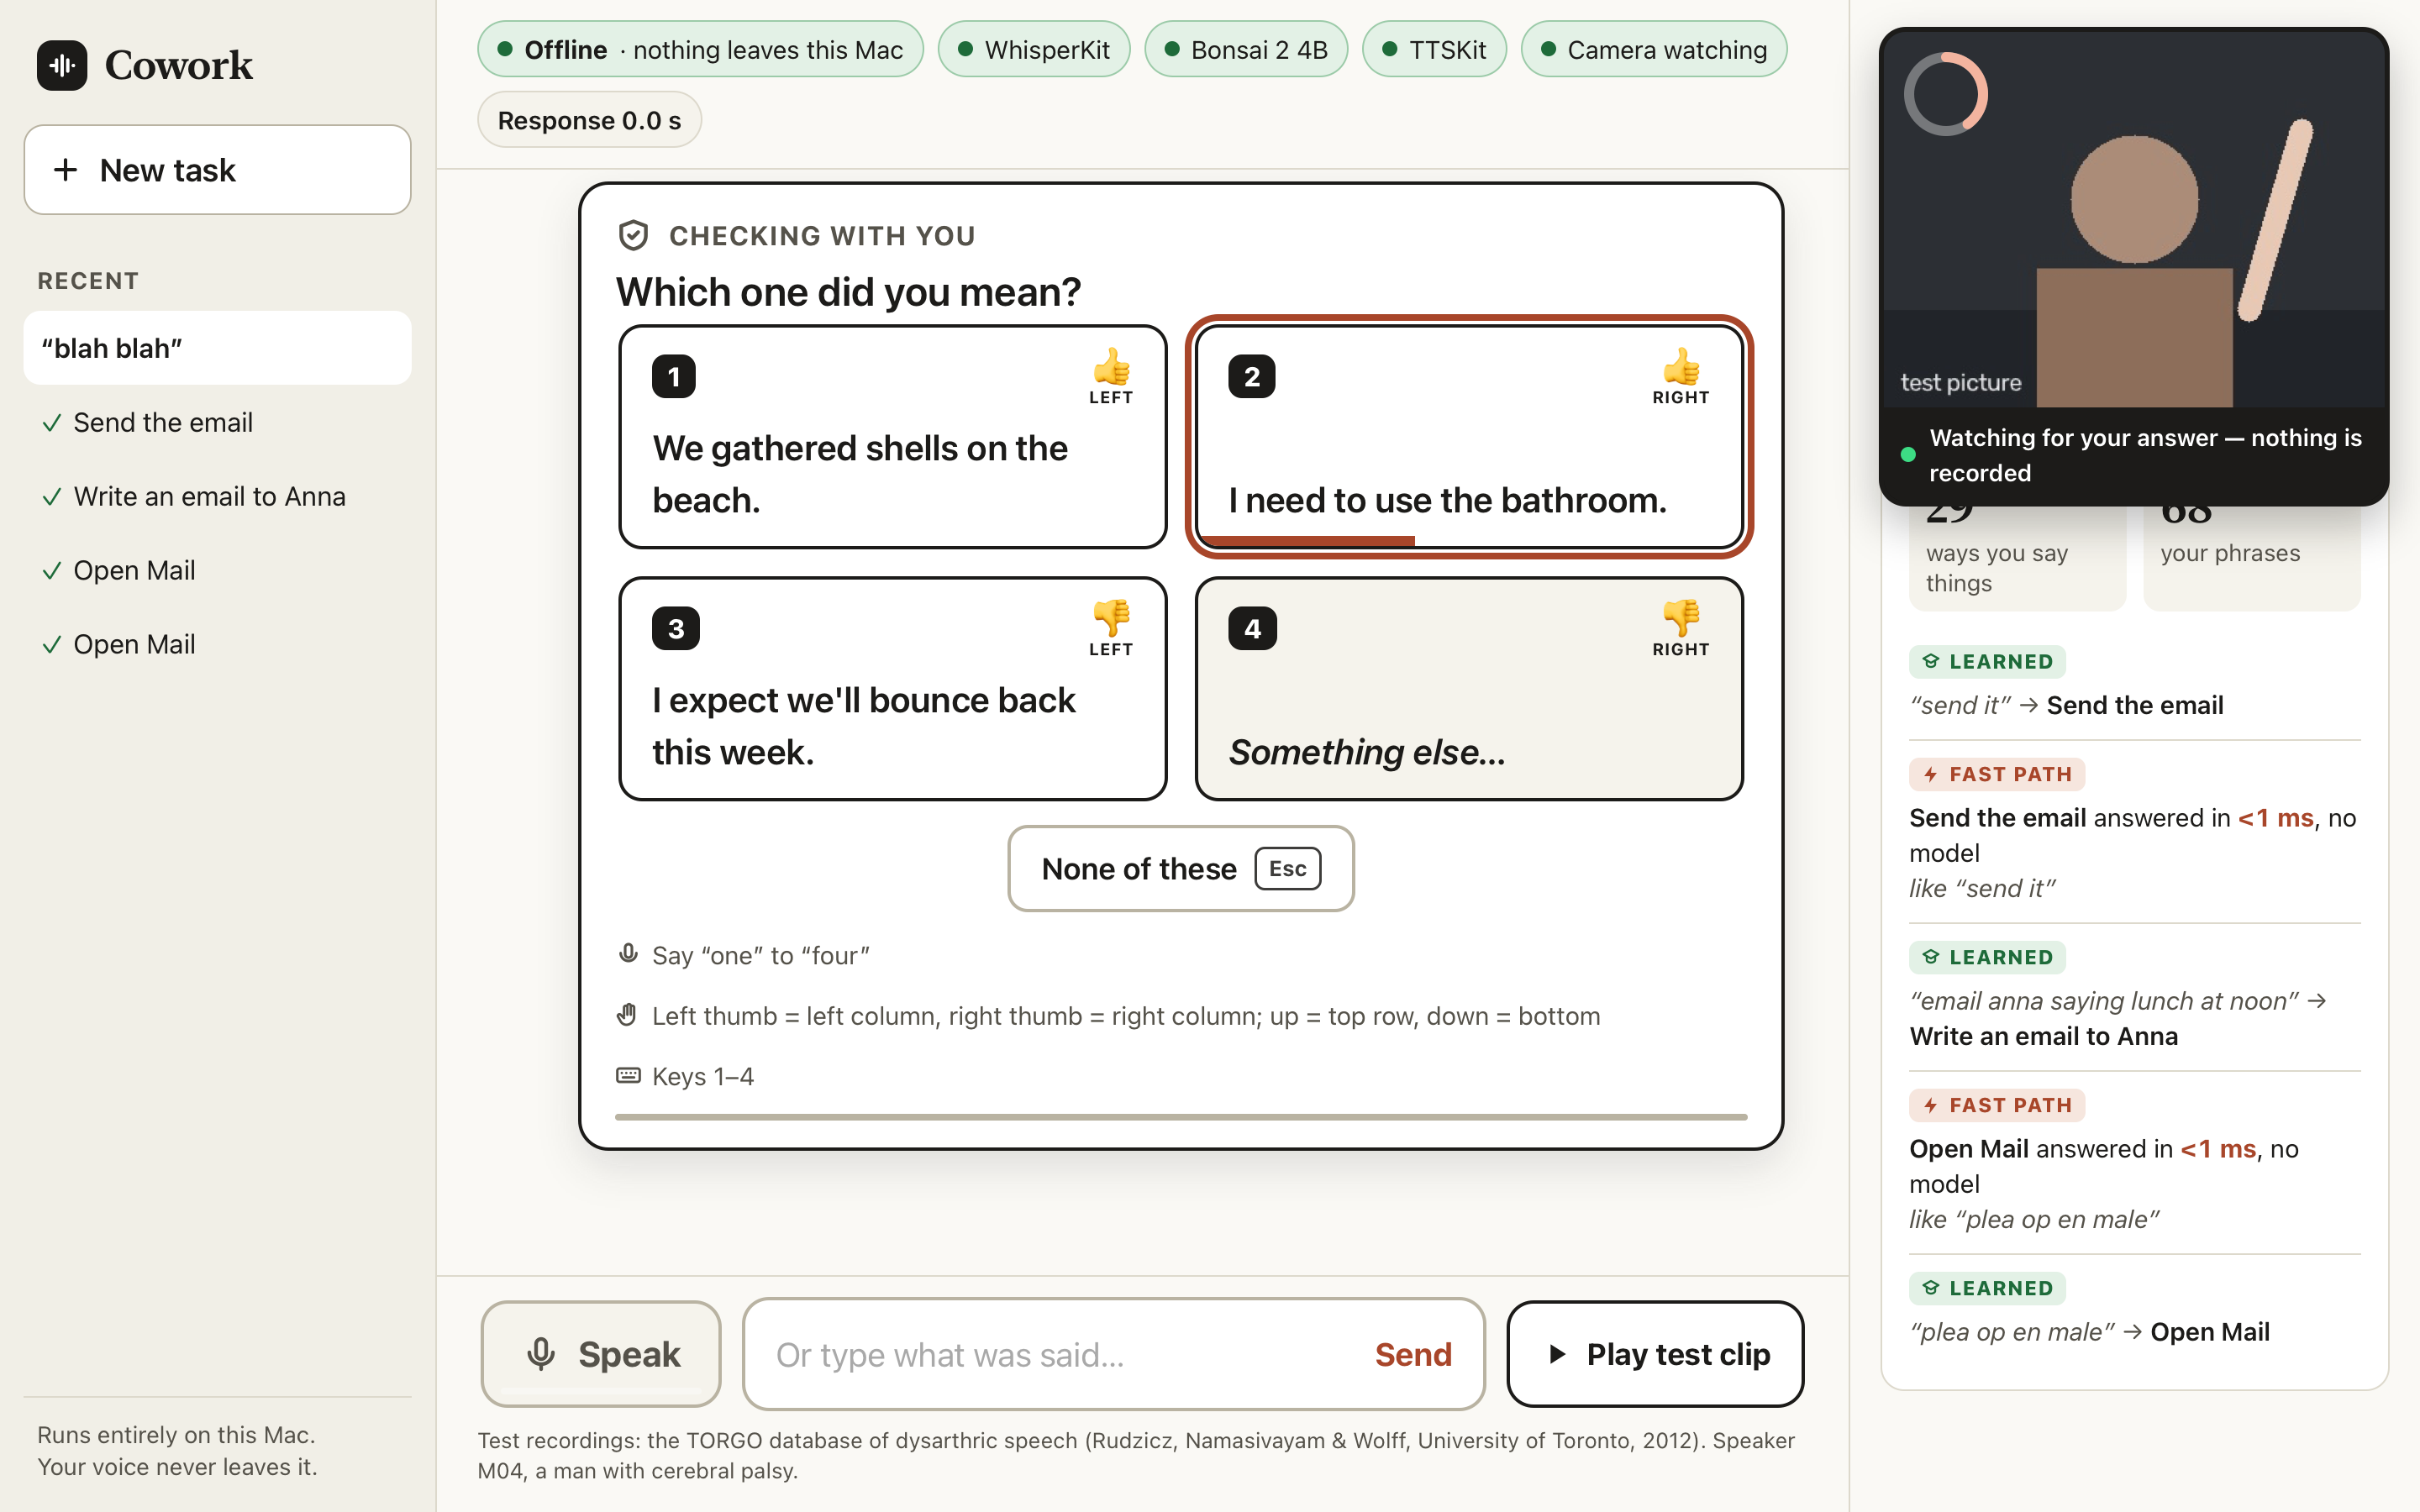 Cowork
New task
RECENT
“blah blah”
Send the email
Write an email to Anna
Open Mail
Open Mail
Runs entirely on this Mac.
Your voice never leaves it.
Offline · nothing leaves this Mac
WhisperKit
Bonsai 2 4B
TTSKit
Camera watching
Response 0.0 s
CHECKING WITH YOU
Which one did you mean?
1
LEFT
We gathered shells on the
beach.
2
RIGHT
I need to use the bathroom.
3
LEFT
I expect we'll bounce back
this week.
4
RIGHT
Something else...
None of these Esc
Say “one” to “four”
Left thumb = left column, right thumb = right column; up = top row, down = bottom
Keys 1–4
Speak
Or type what was said...
Send
Play test clip
Test recordings: the TORGO database of dysarthric speech (Rudzicz, Namasivayam & Wolff, University of Toronto, 2012). Speaker
M04, a man with cerebral palsy.
test picture
Watching for your answer — nothing is
recorded
29
ways you say
things
68
your phrases
LEARNED
“send it” → Send the email
FAST PATH
Send the email answered in <1 ms, no
model
like “send it”
LEARNED
“email anna saying lunch at noon” →
Write an email to Anna
FAST PATH
Open Mail answered in <1 ms, no
model
like “plea op en male”
LEARNED
“plea op en male” → Open Mail